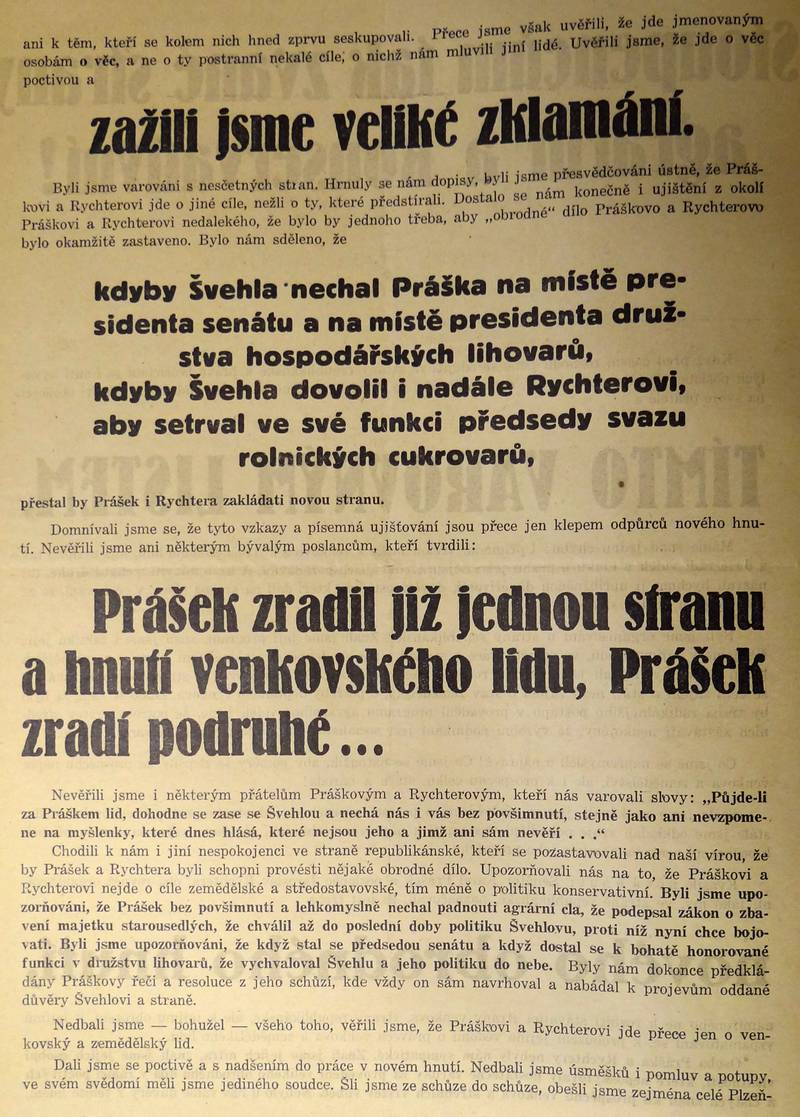 ani k těm, kteří se kolem nich hned zprvu seskupovali. Přece jsme však uvěřili, že jde jmenovaným
osobám o věc, a ne o ty postranní nekalé cíle, o nichž nám mluvili jiní lidé. Uvěřili jsme, že jde o věc
poctivou a
zažili jsme veliké zklamání.
Byli jsme varováni s nesčetných stran. Hrnuly se nám dopisy, byli jsme přesvědčováni ústně, že Práš-
kovi a Rychterovi jde o jiné cíle, nežli o ty, které předstírali. Dostalo se nám konečně i ujištění z okolí
Práškovi a Rychterovi nedalekého, že bylo by jednoho třeba, aby „obrodné“ dílo Práškovo a Rychterovo
bylo okamžitě zastaveno. Bylo nám sděleno, že
kdyby Švehla nechal Práška na místě pre-
sidenta senátu a na místě presidenta druž-
stva hospodářských lihovarů,
kdyby Švehla dovolil i nadále Rychterovi,
aby setrval ve své funkci předsedy svazu
rolnických cukrovarů,
přestal by Prášek i Rychtera zakládati novou stranu.
Domnívali jsme se, že tyto vzkazy a písemná ujišťování jsou přece jen klepem odpůrců nového hnu-
tí. Nevěřili jsme ani některým bývalým poslancům, kteří tvrdili:
Prášek zradil již jednou stranu
a hnutí venkovského lidu, Prášek
zradí podruhé...
Nevěřili jsme i některým přátelům Práškovým a Rychterovým, kteří nás varovali slovy: „Půjde-li
za Práškem lid, dohodne se zase se Švehlou a nechá nás i vás bez povšimnutí, stejně jako ani nevzpome-
ne na myšlenky, které dnes hlásá, které nejsou jeho a jimž ani sám nevěří . . .“
Chodili k nám i jiní nespokojenci ve straně republikánské, kteří se pozastavovali nad naší vírou, že
by Prášek a Rychtera byli schopni provésti nějaké obrodné dílo. Upozorňovali nás na to, že Práškovi a
Rychterovi nejde o cíle zemědělské a středostavovské, tím méně o politiku konservativní. Byli jsme upo-
zorňováni, že Prášek bez povšimnutí a lehkomyslně nechal padnouti agrární cla, že podepsal zákon o zba-
vení majetku starousedlých, že chválil až do poslední doby politiku Švehlovu, proti níž nyní chce bojo-
vati. Byli jsme upozorňováni, že když stal se předsedou senátu a když dostal se k bohatě honorované
funkci v družstvu lihovarů, že vychvaloval Švehlu a jeho politiku do nebe. Byly nám dokonce předklá-
dány Práškovy řeči a resoluce z jeho schůzí, kde vždy on sám navrhoval a nabádal k projevům oddané
důvěry Švehlovi a straně.
Nedbali jsme — bohužel — všeho toho, věřili jsme, že Práškovi a Rychterovi jde přece jen o ven-
kovský a zemědělský lid.
Dali jsme se poctivě a s nadšením do práce v novém hnutí. Nedbali jsme úsměšků i pomluv a potupy,
ve svém svědomí měli jsme jediného soudce. Šli jsme ze schůze do schůze, obešli jsme zejména celé Plzeň-